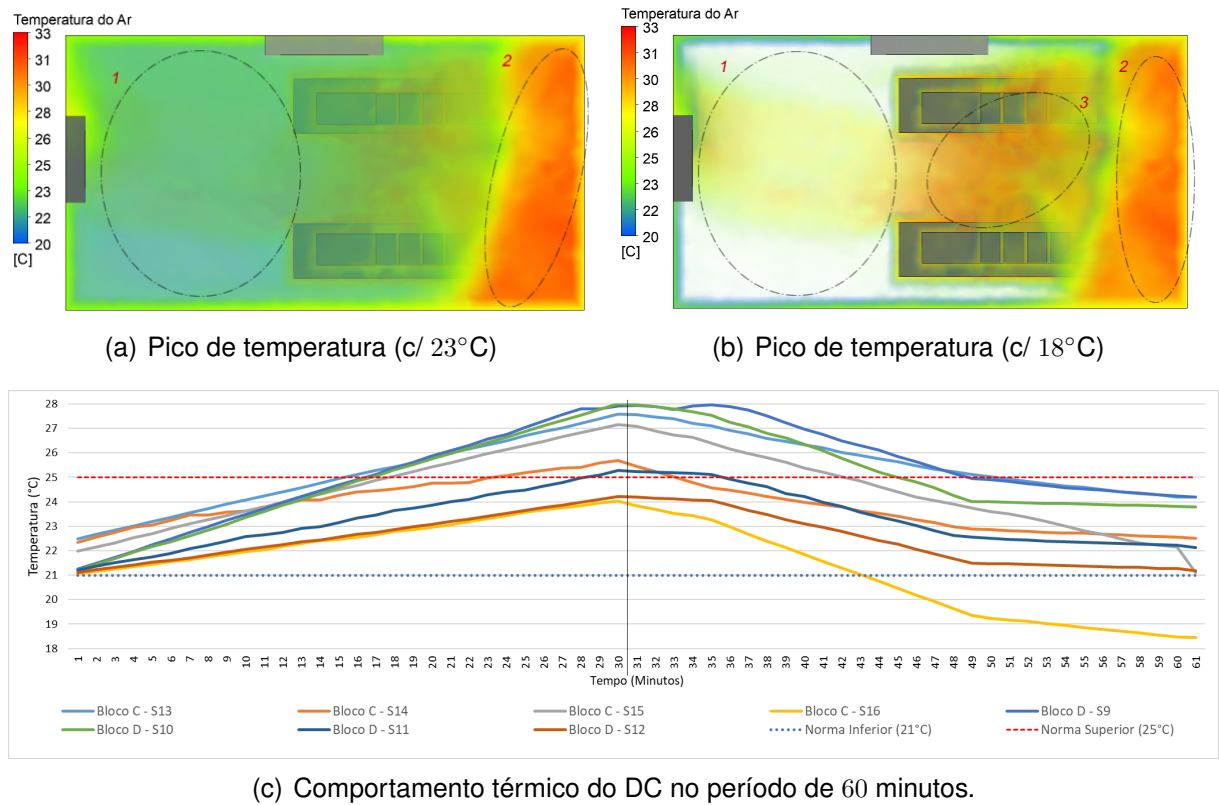 Temperatura do Ar
33
31
30
28
26
25
23
22
20
[C]
1
2
Temperatura do Ar
33
31
30
28
26
25
23
22
20
[C]
1
2
3
(a) Pico de temperatura (c/ 23°C)
(b) Pico de temperatura (c/ 18°C)
Temperatura (°C)
28
27
26
25
24
23
22
21
20
19
18
1 2 3 4 5 6 7 8 9 10 11 12 13 14 15 16 17 18 19 20 21 22 23 24 25 26 27 28 29 30 31 32 33 34 35 36 37 38 39 40 41 42 43 44 45 46 47 48 49 50 51 52 53 54 55 56 57 58 59 60 61
Tempo (Minutos)
Bloco C - S13 Bloco C - S14 Bloco C - S15 Bloco C - S16 Bloco D - S9
Bloco D - S10 Bloco D - S11 Bloco D - S12 Norma Inferior (21°C) Norma Superior (25°C)
(c) Comportamento térmico do DC no período de 60 minutos.